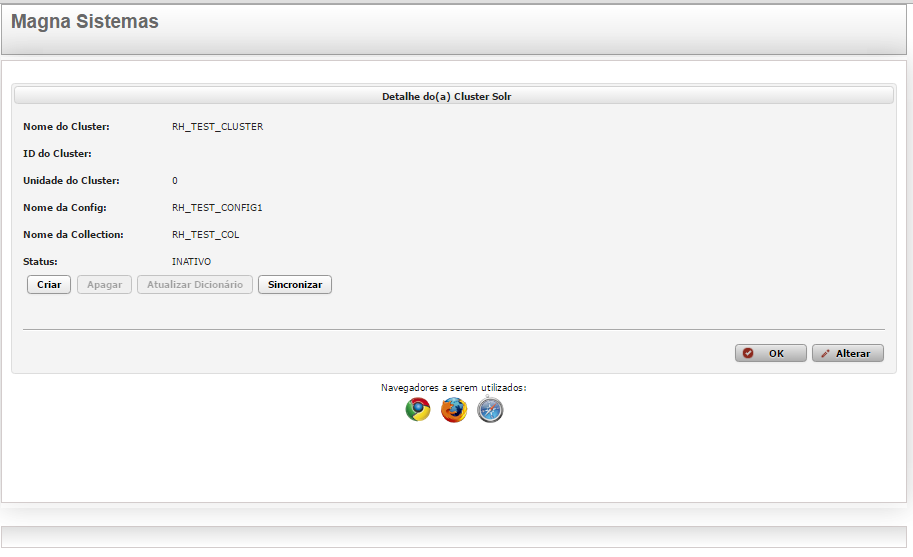 Magna Sistemas
Detalhe do(a) Cluster Solr
Nome do Cluster: RH_TEST_CLUSTER
ID do Cluster:
Unidade do Cluster: 0
Nome da Config: RH_TEST_CONFIG1
Nome da Collection: RH_TEST_COL
Status: INATIVO
Criar Apagar Atualizar Dicionário Sincronizar
OK Alterar
Navegadores a serem utilizados: